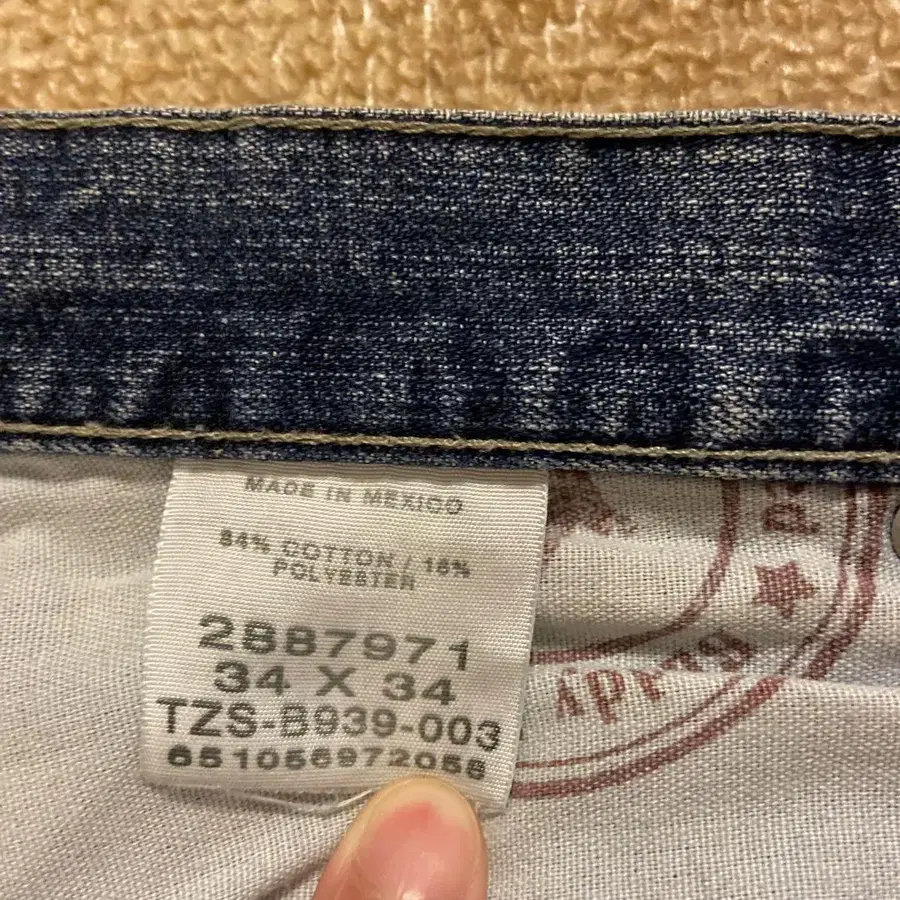 MADE IN MEXICO
84% COTTON / 16%
POLYESTER
2887971
34 X 34
TZS-B939-003
651056972056